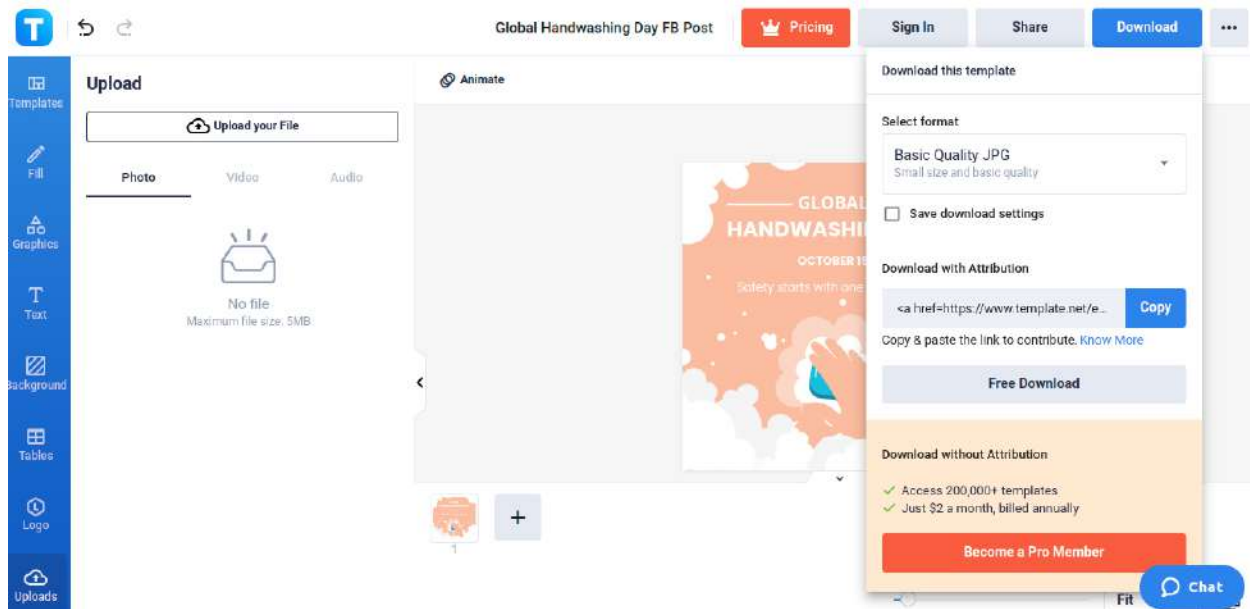 T
Global Handwashing Day FB Post
Pricing
Sign In
Share
Download
Templates
Fill
Graphics
Text
Background
Tables
Logo
Uploads
Upload
Upload your File
Photo
Video
Audio
No file
Maximum file size: 5MB
Animate
GLOBAL
HANDWASHI
OCTOBER 15
Safety starts with one
1
Download this template
Select format
Basic Quality JPG
Small size and basic quality
Save download settings
Download with Attribution
<a href=https://www.template.net/e...
Copy
Copy & paste the link to contribute. Know More
Free Download
Download without Attribution
Access 200,000+ templates
Just $2 a month, billed annually
Become a Pro Member
Fit
Chat